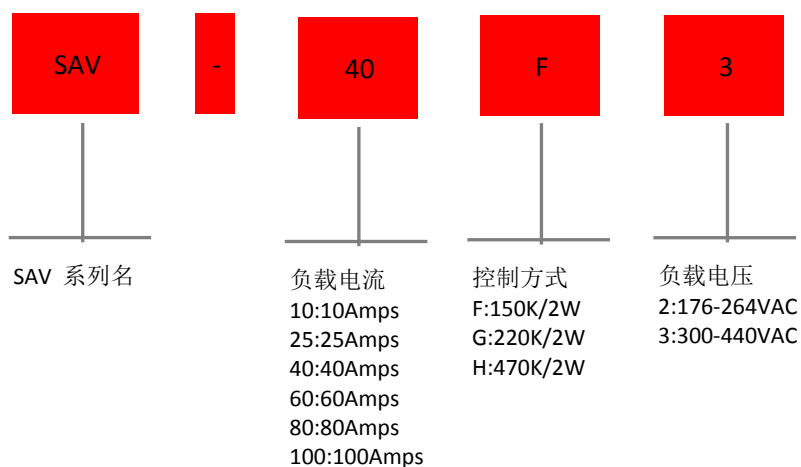 SAV - 40 F 3
SAV 系列名
负载电流
10:10Amps
25:25Amps
40:40Amps
60:60Amps
80:80Amps
100:100Amps
控制方式
F:150K/2W
G:220K/2W
H:470K/2W
负载电压
2:176-264VAC
3:300-440VAC